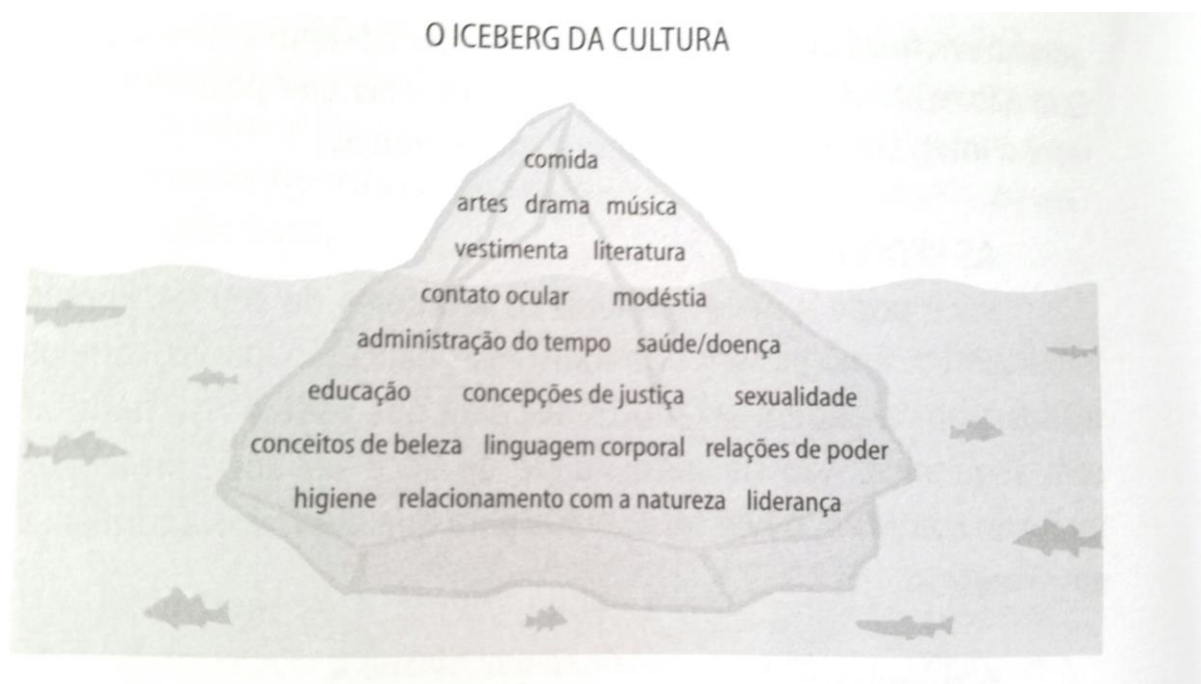 O ICEBERG DA CULTURA
comida
artes drama música
vestimenta literatura
contato ocular modéstia
administração do tempo saúde/doença
educação concepções de justiça sexualidade
conceitos de beleza linguagem corporal relações de poder
higiene relacionamento com a natureza liderança